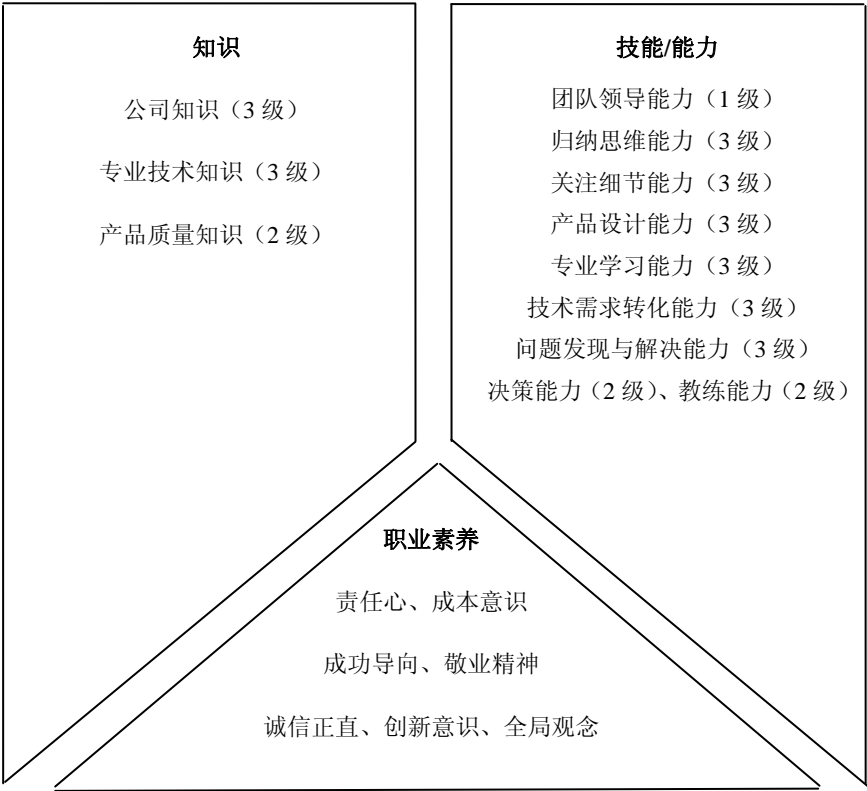 知识
公司知识（3 级）
专业技术知识（3 级）
产品质量知识（2 级）
技能/能力
团队领导能力（1 级）
归纳思维能力（3 级）
关注细节能力（3 级）
产品设计能力（3 级）
专业学习能力（3 级）
技术需求转化能力（3 级）
问题发现与解决能力（3 级）
决策能力（2 级）、教练能力（2 级）
职业素养
责任心、成本意识
成功导向、敬业精神
诚信正直、创新意识、全局观念